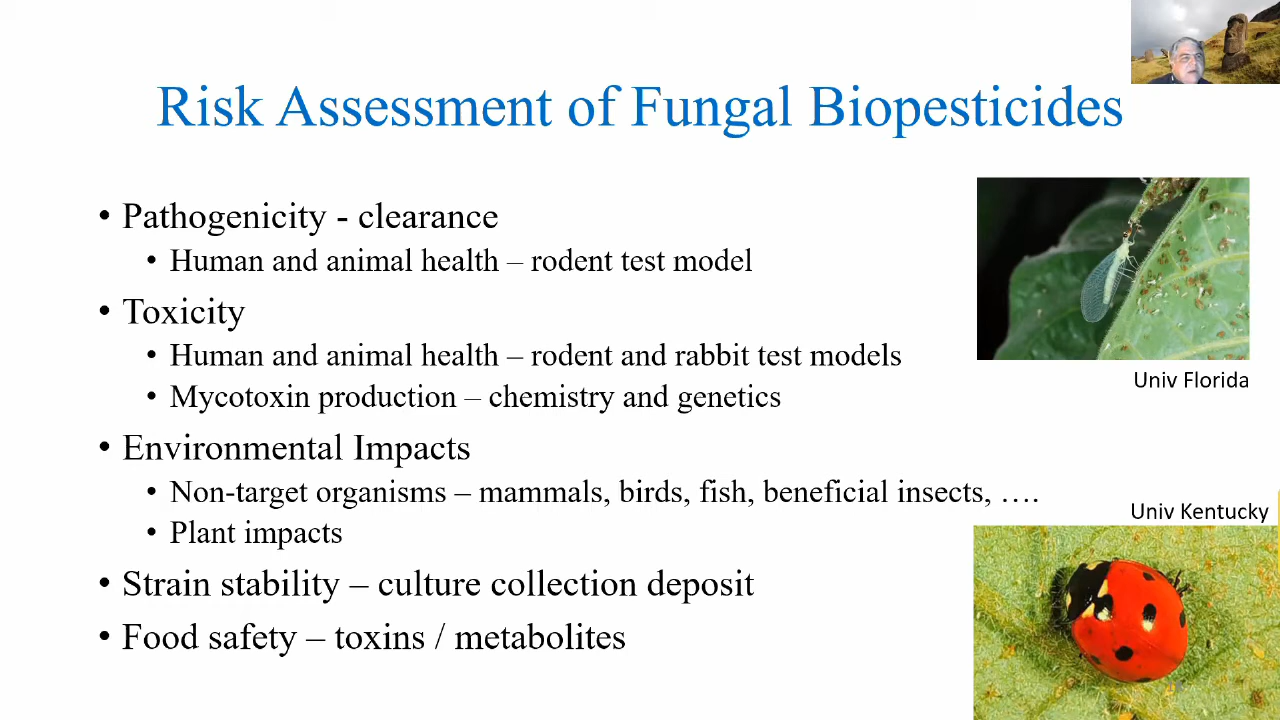 Risk Assessment of Fungal Biopesticides
• Pathogenicity - clearance
• Human and animal health – rodent test model
• Toxicity
• Human and animal health – rodent and rabbit test models
• Mycotoxin production – chemistry and genetics
• Environmental Impacts
• Non-target organisms – mammals, birds, fish, beneficial insects, ….
• Plant impacts
• Strain stability – culture collection deposit
• Food safety – toxins / metabolites
Univ Florida
Univ Kentucky